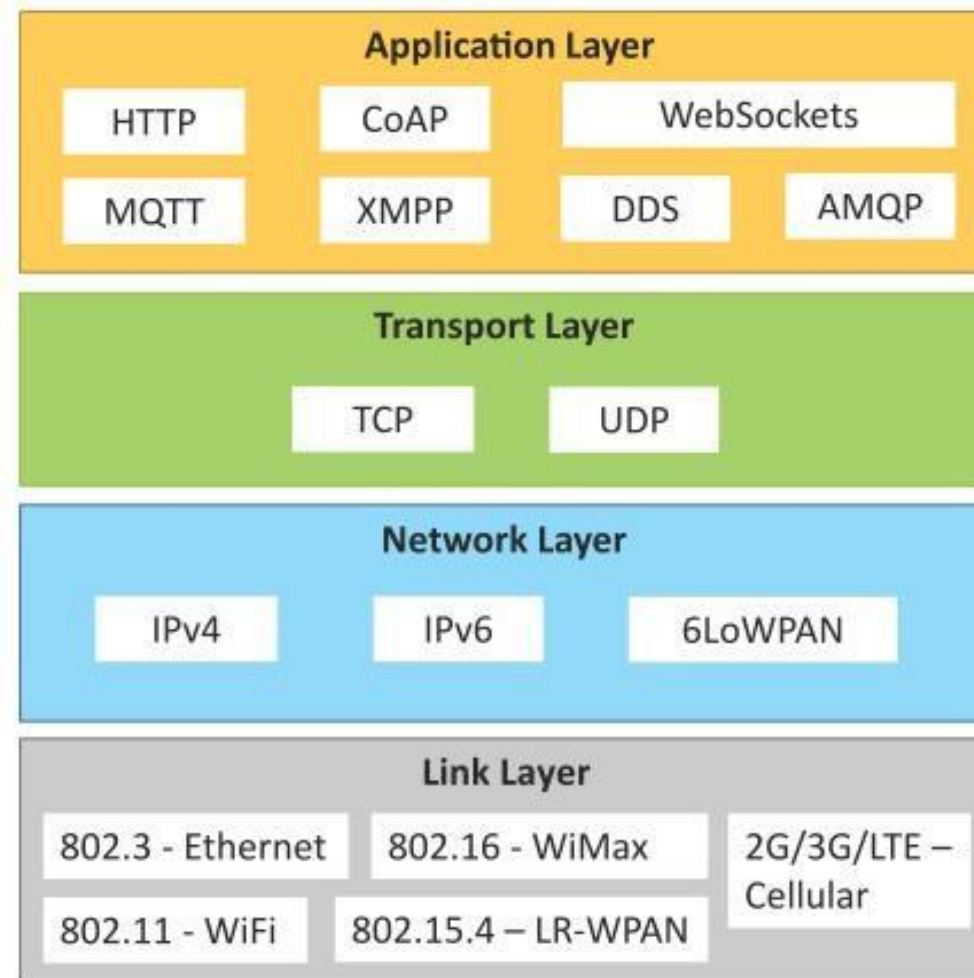 Application Layer
HTTP
CoAP
WebSockets
MQTT
XMPP
DDS
AMQP
Transport Layer
TCP
UDP
Network Layer
IPv4
IPv6
6LoWPAN
Link Layer
802.3 - Ethernet
802.16 - WiMax
2G/3G/LTE –
Cellular
802.11 - WiFi
802.15.4 – LR-WPAN